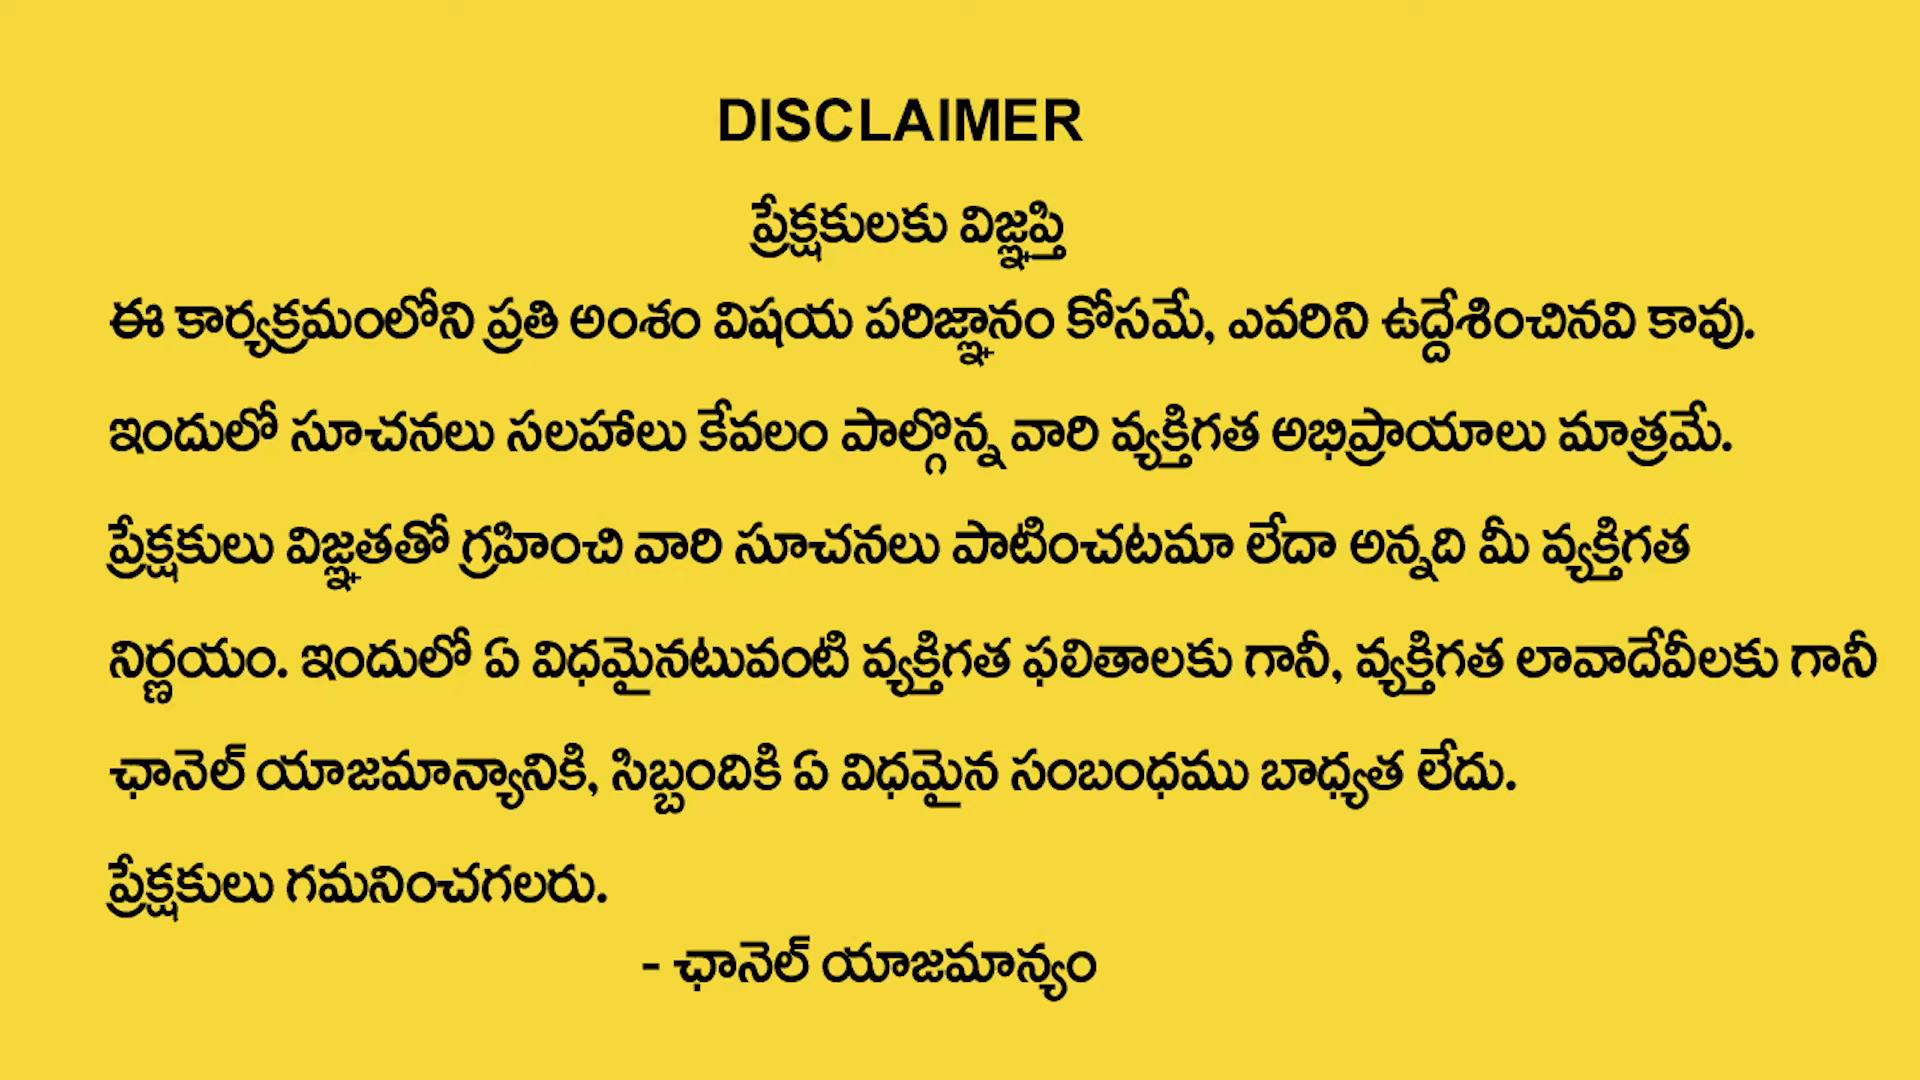 DISCLAIMER
ప్రేక్షకులకు విజ్ఞప్తి
ఈ కార్యక్రమంలోని ప్రతి అంశం విషయ పరిజ్ఞానం కోసమే, ఎవరిని ఉద్దేశించినవి కావు.
ఇందులో సూచనలు సలహాలు కేవలం పాల్గొన్న వారి వ్యక్తిగత అభిప్రాయాలు మాత్రమే.
ప్రేక్షకులు విజ్ఞతతో గ్రహించి వారి సూచనలు పాటించటమా లేదా అన్నది మీ వ్యక్తిగత
నిర్ణయం. ఇందులో ఏ విధమైనటువంటి వ్యక్తిగత ఫలితాలకు గానీ, వ్యక్తిగత లావాదేవీలకు గానీ
ఛానెల్ యాజమాన్యానికి, సిబ్బందికి ఏ విధమైన సంబంధము బాధ్యత లేదు.
ప్రేక్షకులు గమనించగలరు.
- ఛానెల్ యాజమాన్యం